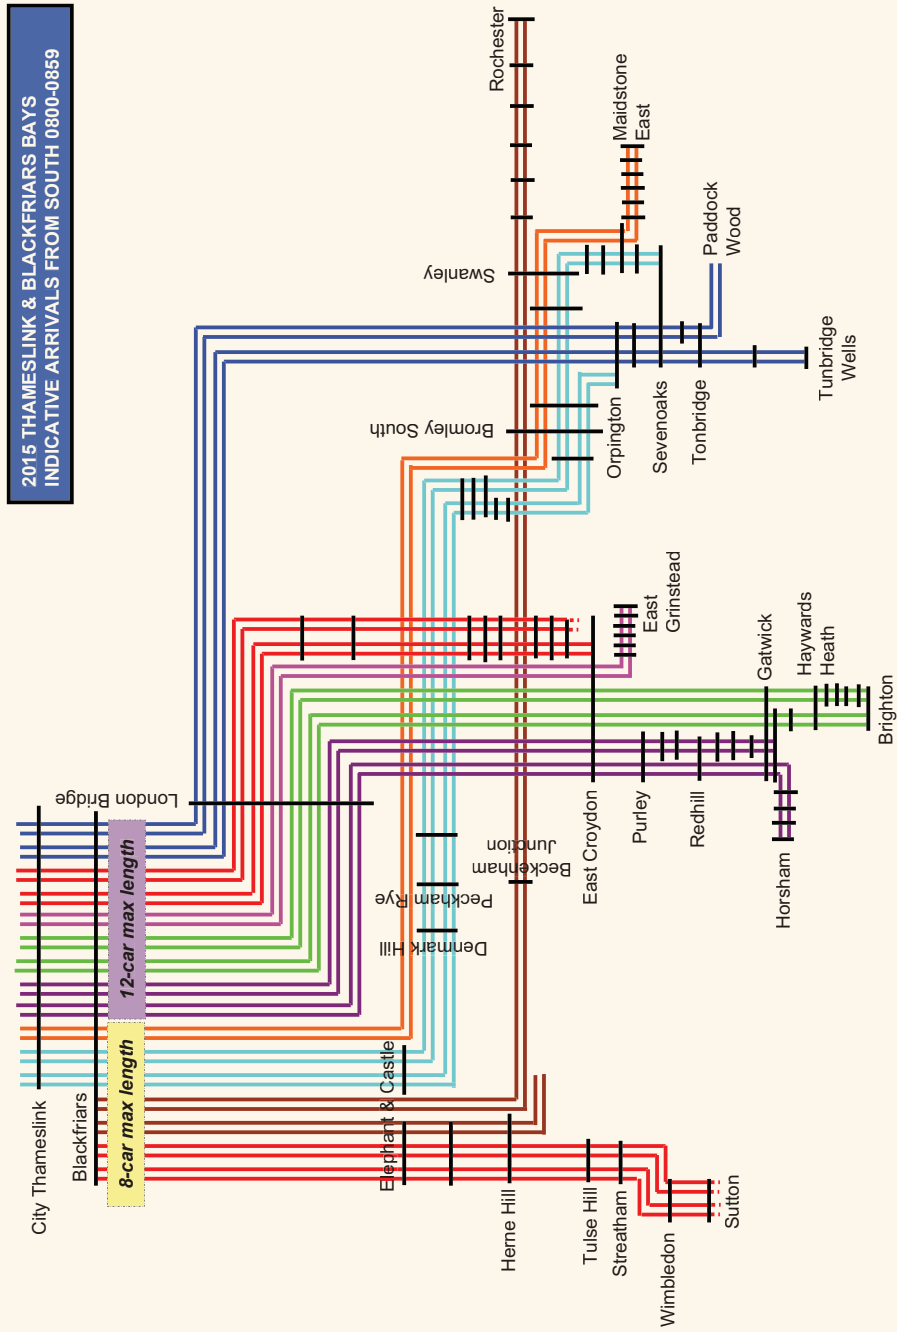 2015 THAMESLINK & BLACKFRIARS BAYS
INDICATIVE ARRIVALS FROM SOUTH 0800-0859
City Thameslink
Blackfriars
8-car max length
12-car max length
London Bridge
Elephant & Castle
Denmark Hill
Peckham Rye
Beckenham
Junction
Herne Hill
Tulse Hill
Streatham
Wimbledon
Sutton
East Croydon
Purley
Redhill
Horsham
Gatwick
Haywards
Heath
Brighton
East
Grinstead
Bromley South
Orpington
Sevenoaks
Tonbridge
Tunbridge
Wells
Paddock
Wood
Swanley
Maidstone
East
Rochester